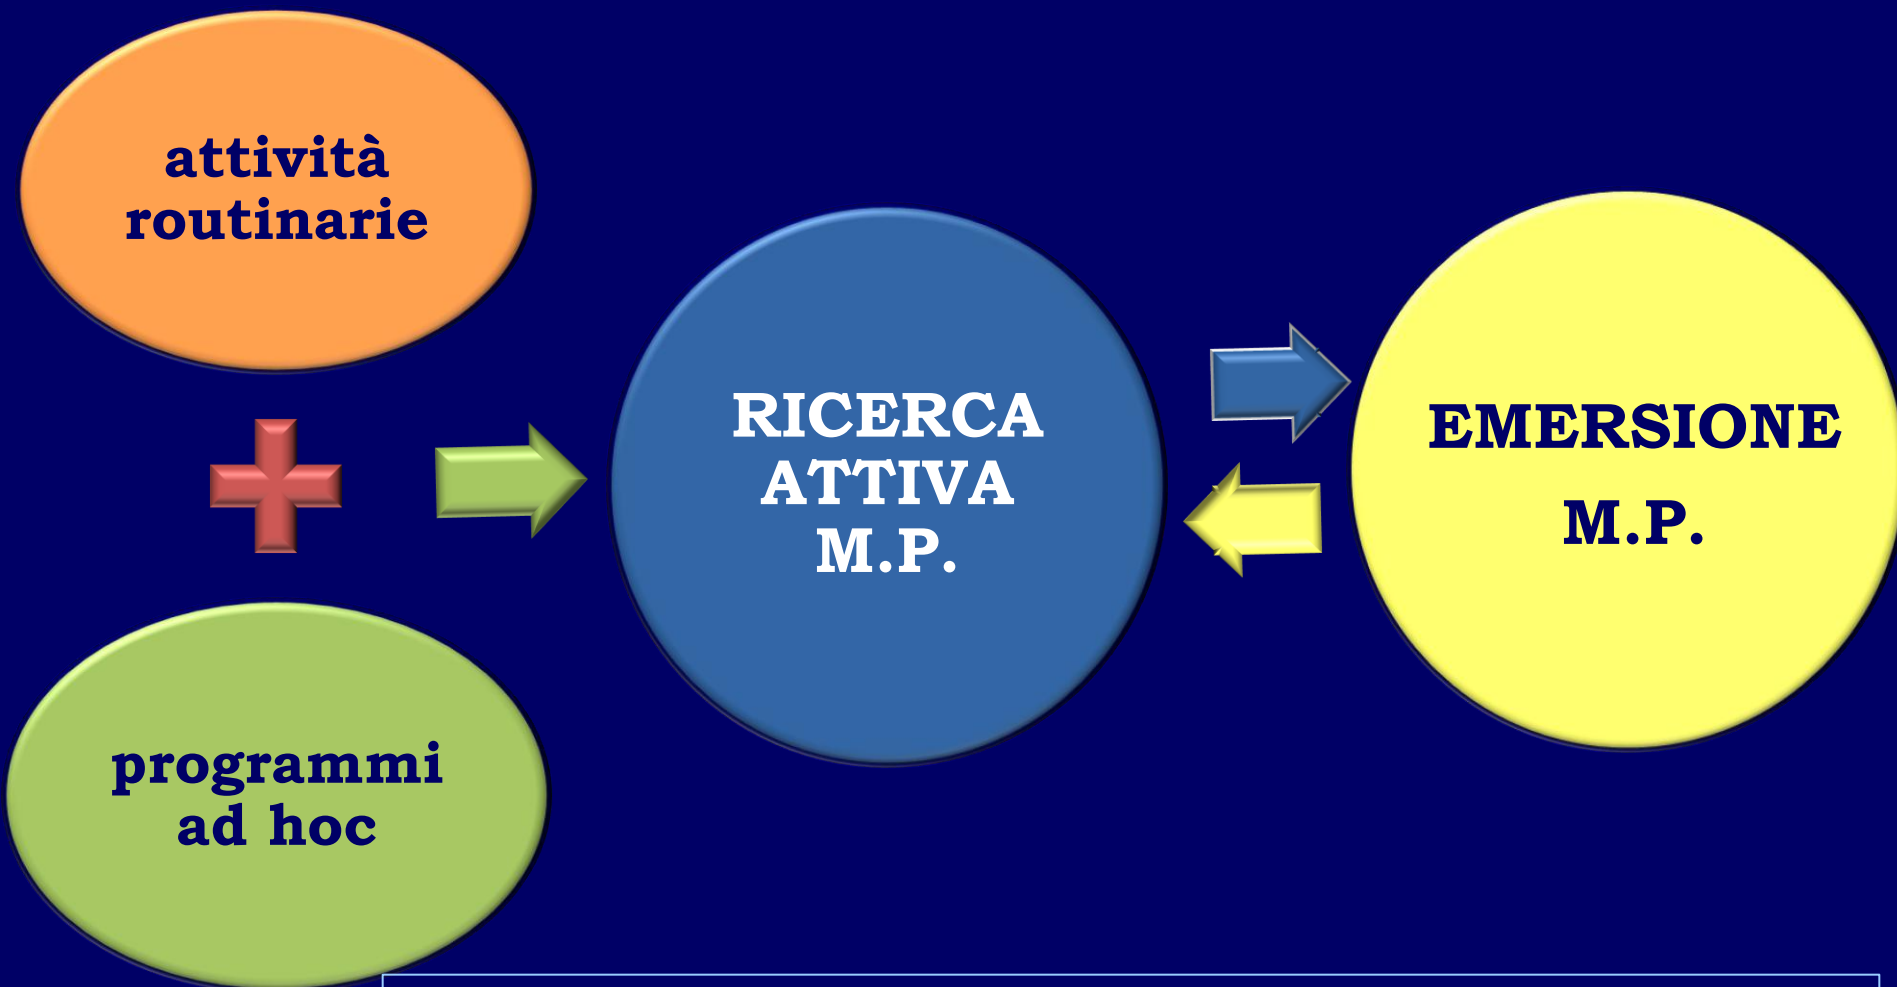 attività
routinarie
programmi
ad hoc
RICERCA
ATTIVA
M.P.
EMERSIONE
M.P.